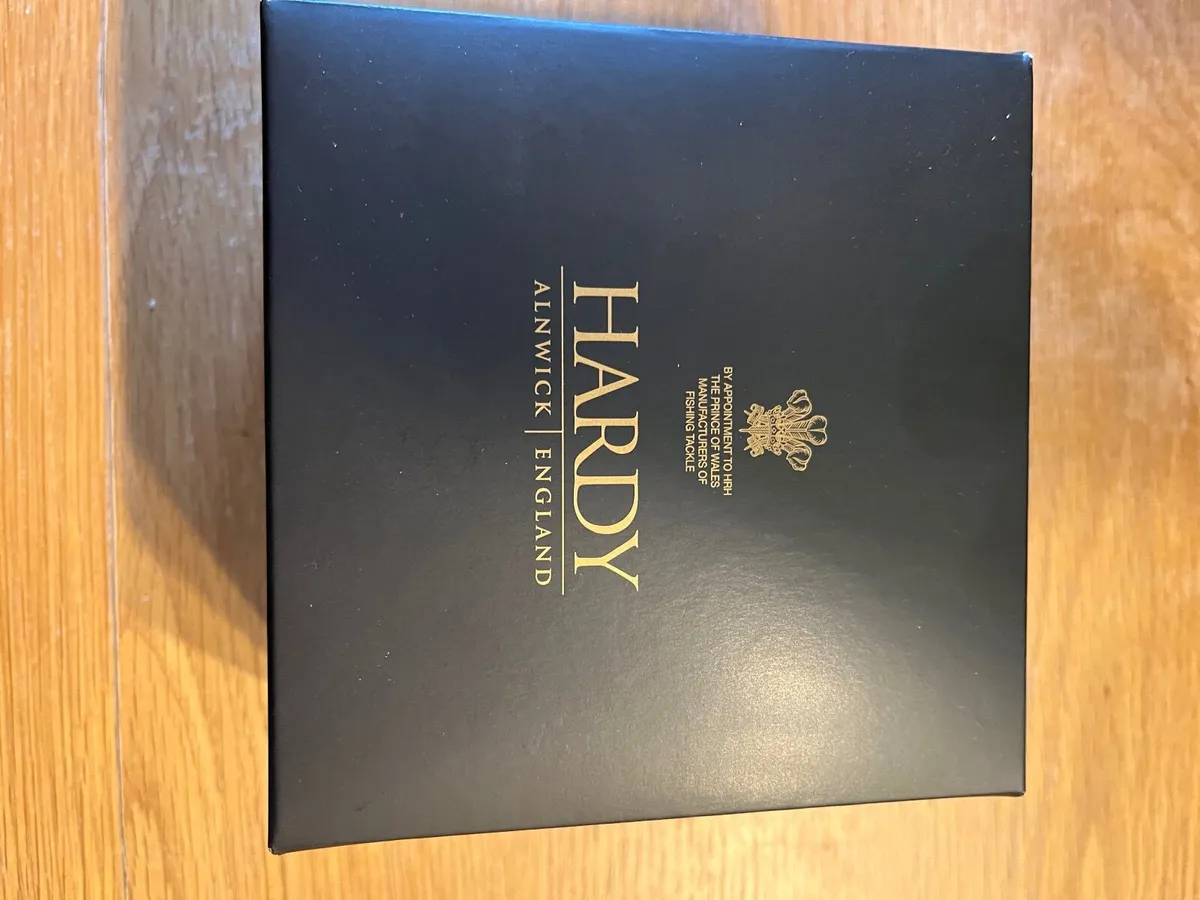 BY APPOINTMENT TO HRH
THE PRINCE OF WALES
MANUFACTURERS OF
FISHING TACKLE
HARDY
ALNWICK | ENGLAND